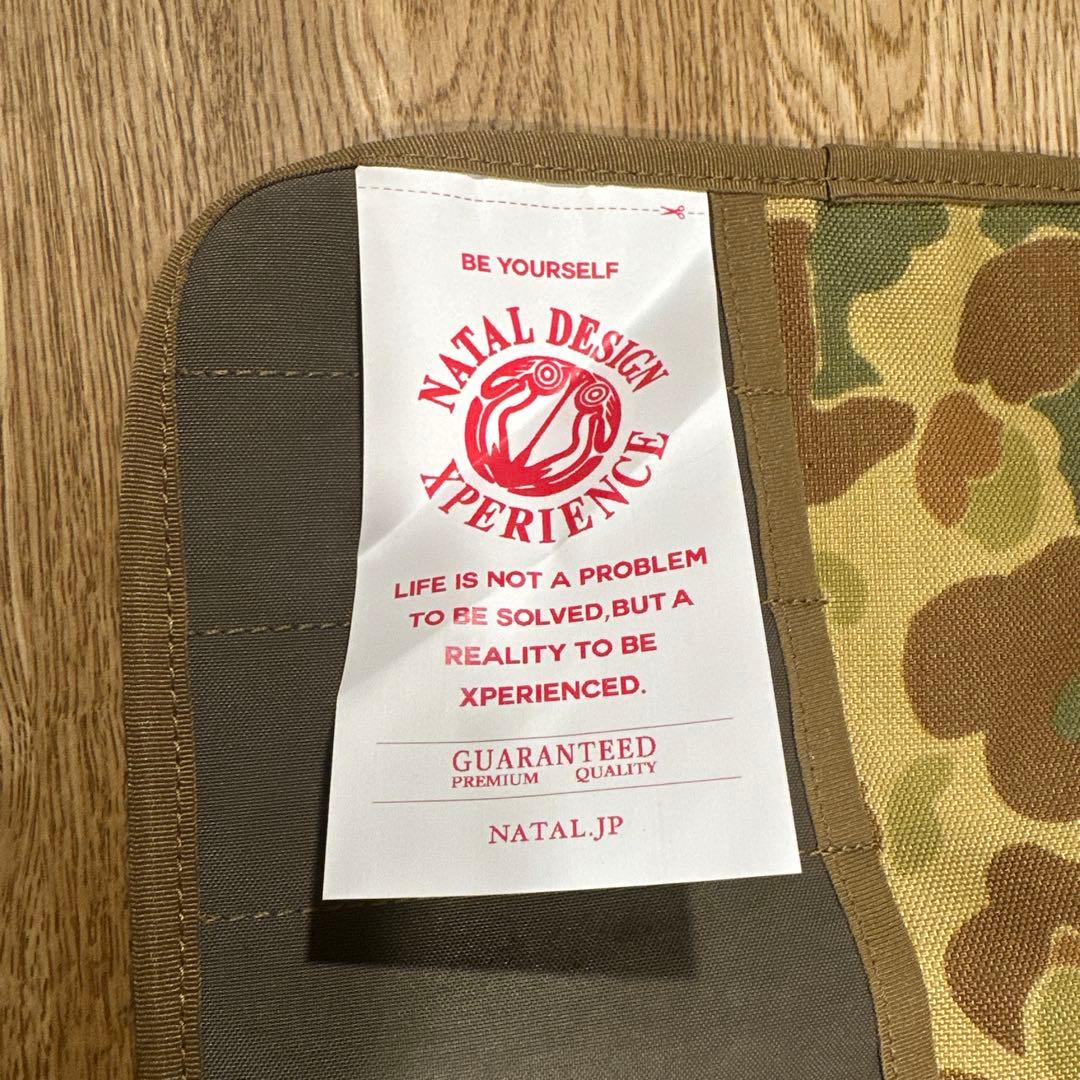 BE YOURSELF
NATAL DESIGN
XPERIENCE
LIFE IS NOT A PROBLEM
TO BE SOLVED,BUT A
REALITY TO BE
XPERIENCED.
GUARANTEED
PREMIUM QUALITY
NATAL.JP